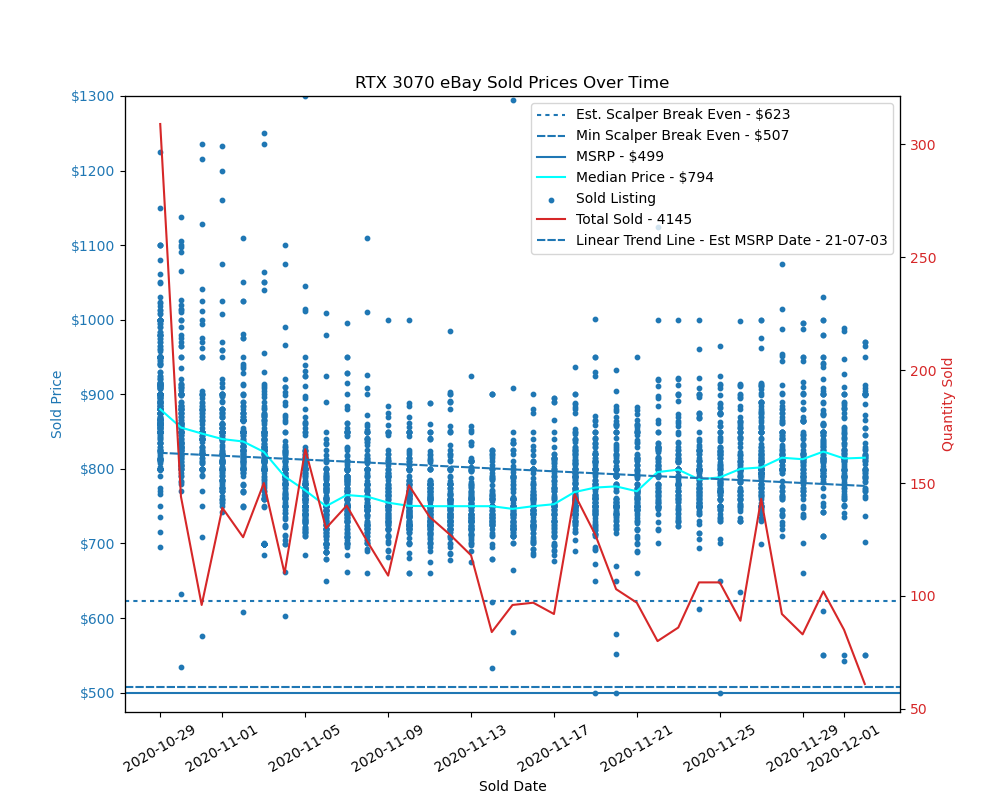 RTX 3070 eBay Sold Prices Over Time
$1300
$1200
$1100
$1000
$900
$800
$700
$600
$500
Sold Price
Est. Scalper Break Even - $623
Min Scalper Break Even - $507
MSRP - $499
Median Price - $794
Sold Listing
Total Sold - 4145
Linear Trend Line - Est MSRP Date - 21-07-03
300
250
200
150
100
50
Quantity Sold
2020-10-29
2020-11-01
2020-11-05
2020-11-09
2020-11-13
2020-11-17
2020-11-21
2020-11-25
2020-11-29
2020-12-01
Sold Date